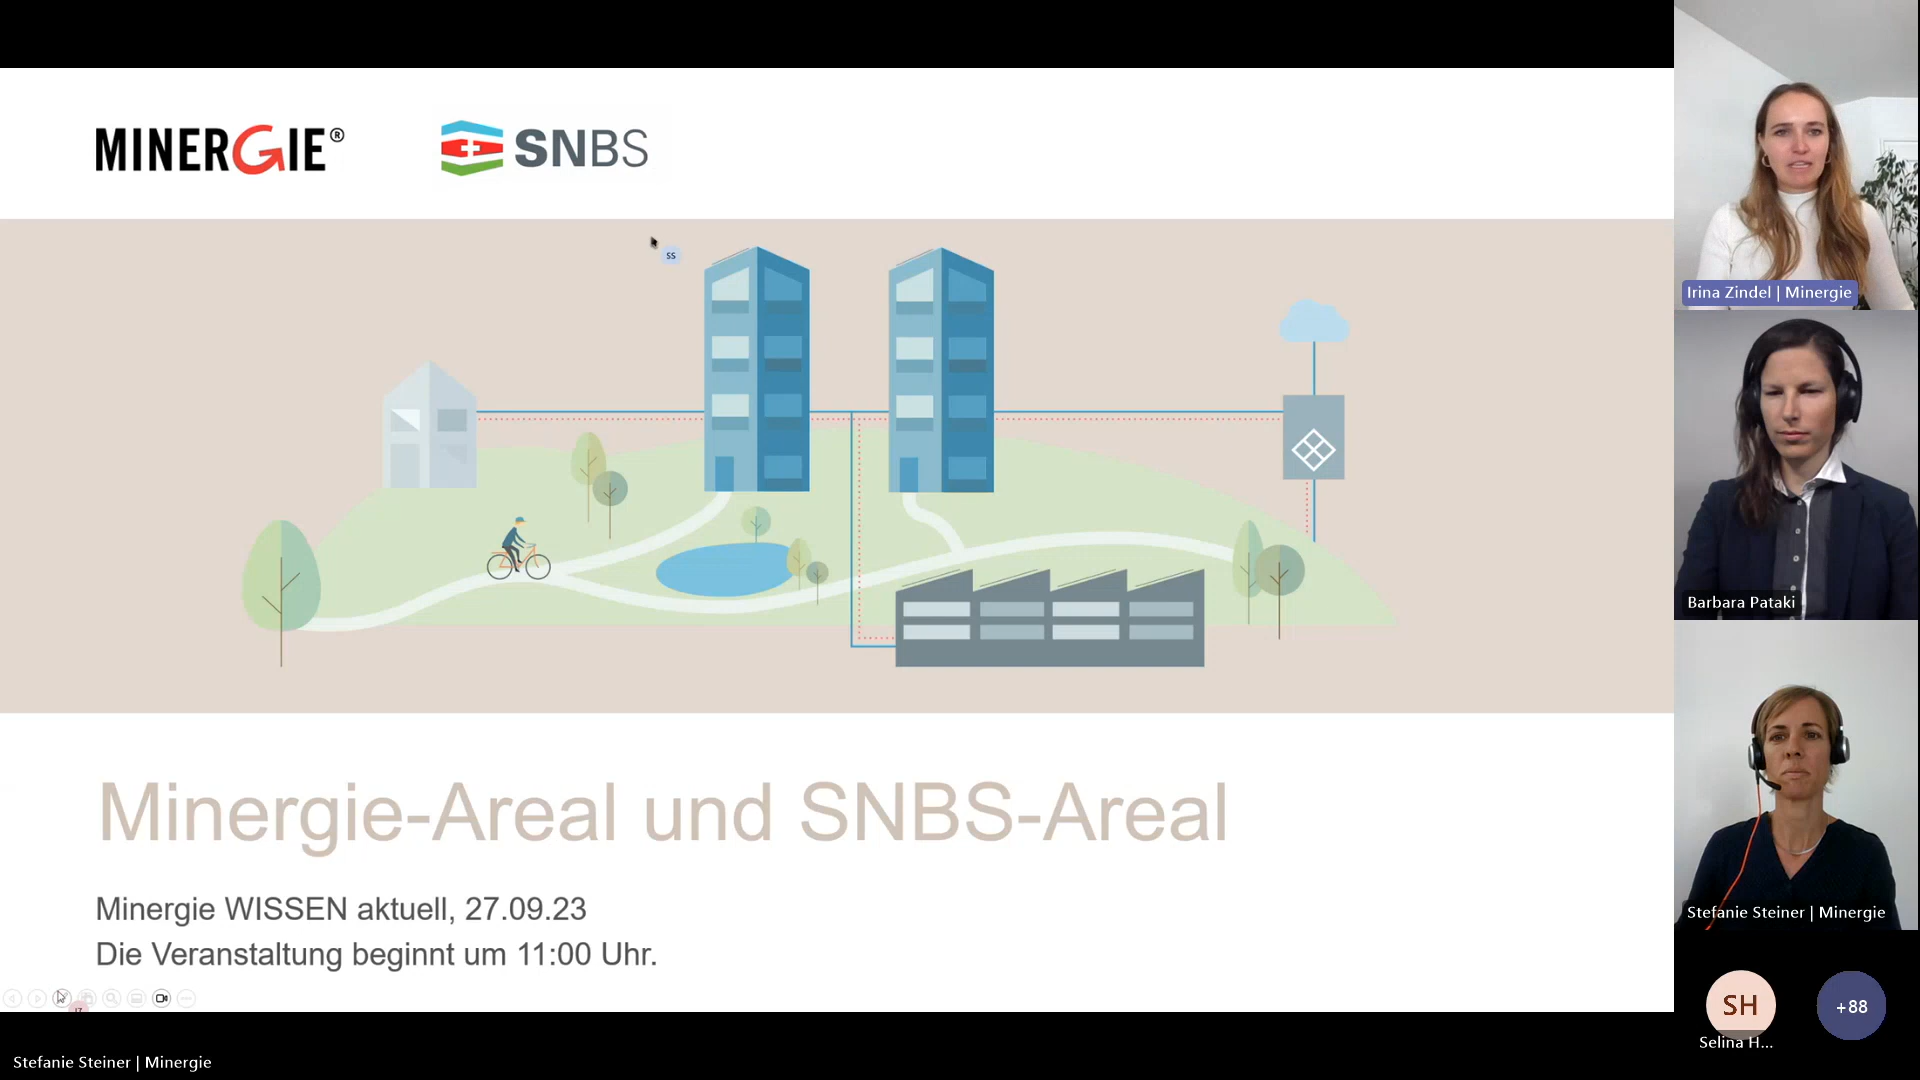 MINERGIE®
SNBS
SS
Minergie-Areal und SNBS-Areal
Minergie WISSEN aktuell, 27.09.23
Die Veranstaltung beginnt um 11:00 Uhr.
Stefanie Steiner | Minergie
Irina Zindel | Minergie
Barbara Pataki
Stefanie Steiner | Minergie
SH
+88
Selina H...